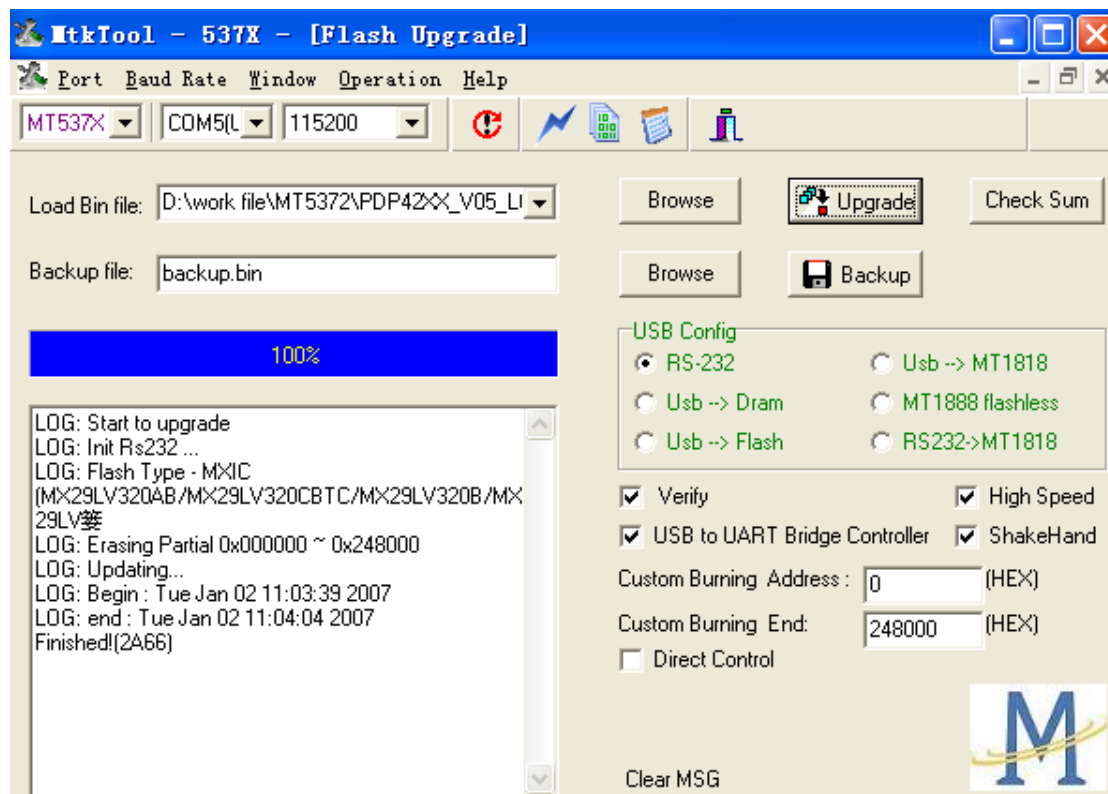 MtkTool - 537X - [Flash Upgrade]
Port Baud Rate Window Operation Help
MT537X COM5(L 115200
Load Bin file: D:\work file\MT5372\PDP42XX_V05_L Browse Upgrade Check Sum
Backup file: backup.bin Browse Backup
USB Config
100%
RS-232 Usb --> MT1818
Usb --> Dram MT1888 flashless
Usb --> Flash RS232->MT1818
LOG: Start to upgrade
LOG: Init Rs232 ...
LOG: Flash Type - MXIC
(MX29LV320AB/MX29LV320CBTC/MX29LV320B/MX
29LV篓
LOG: Erasing Partial 0x000000 ~ 0x248000
LOG: Updating...
LOG: Begin : Tue Jan 02 11:03:39 2007
LOG: end : Tue Jan 02 11:04:04 2007
Finished!(2A66)
Verify High Speed
USB to UART Bridge Controller ShakeHand
Custom Burning Address : 0 (HEX)
Custom Burning End: 248000 (HEX)
Direct Control
M
Clear MSG